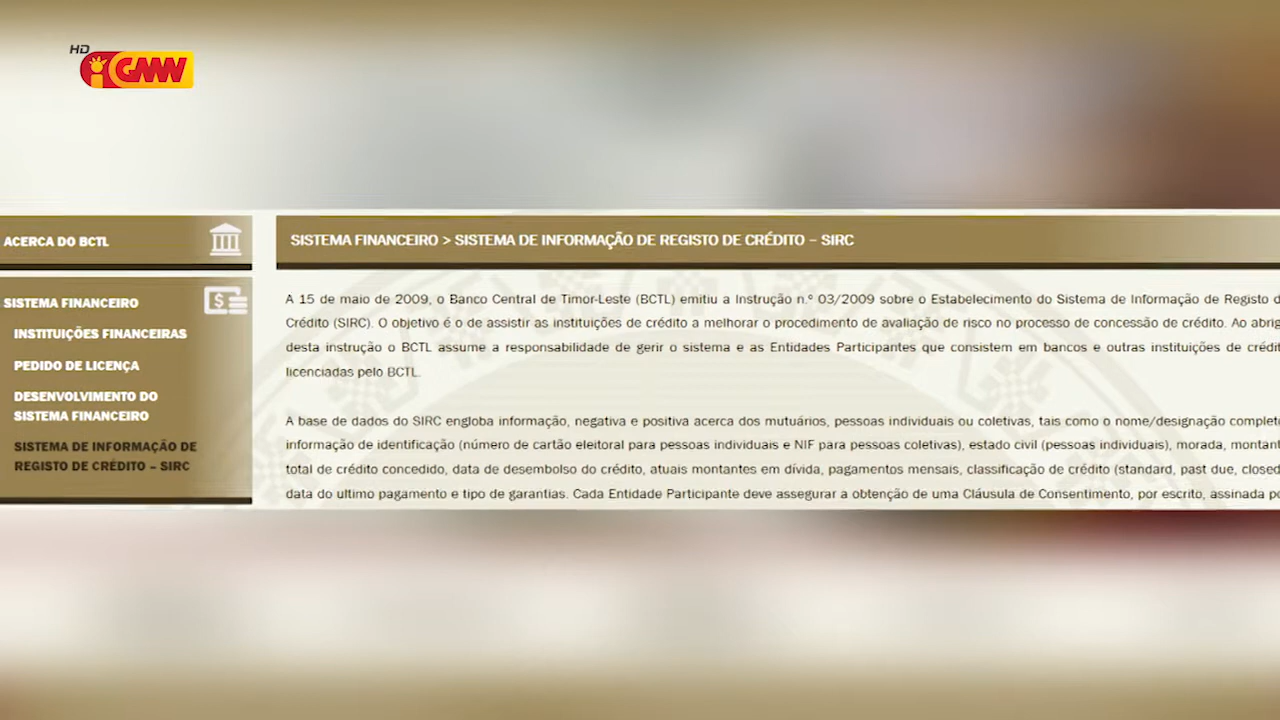 HD
GMN
ACERCA DO BCTL
SISTEMA FINANCEIRO
INSTITUIÇÕES FINANCEIRAS
PEDIDO DE LICENÇA
DESENVOLVIMENTO DO
SISTEMA FINANCEIRO
SISTEMA DE INFORMAÇÃO DE
REGISTO DE CRÉDITO – SIRC
SISTEMA FINANCEIRO > SISTEMA DE INFORMAÇÃO DE REGISTO DE CRÉDITO – SIRC
A 15 de maio de 2009, o Banco Central de Timor-Leste (BCTL) emitiu a Instrução n.º 03/2009 sobre o Estabelecimento do Sistema de Informação de Registo
Crédito (SIRC). O objetivo é o de assistir as instituições de crédito a melhorar o procedimento de avaliação de risco no processo de concessão de crédito. Ao
desta instrução o BCTL assume a responsabilidade de gerir o sistema e as Entidades Participantes que consistem em bancos e outras instituições de
licenciadas pelo BCTL.
A base de dados do SIRC engloba informação, negativa e positiva acerca dos mutuários, pessoas individuais ou coletivas, tais como o nome/designação
informação de identificação (número de cartão eleitoral para pessoas individuais e NIF para pessoas coletivas), estado civil (pessoas individuais), morada,
total de crédito concedido, data de desembolso do crédito, atuais montantes em dívida, pagamentos mensais, classificação de crédito (standard, past due, closed
data do ultimo pagamento e tipo de garantias. Cada Entidade Participante deve assegurar a obtenção de uma Cláusula de Consentimento, por escrito, assinada